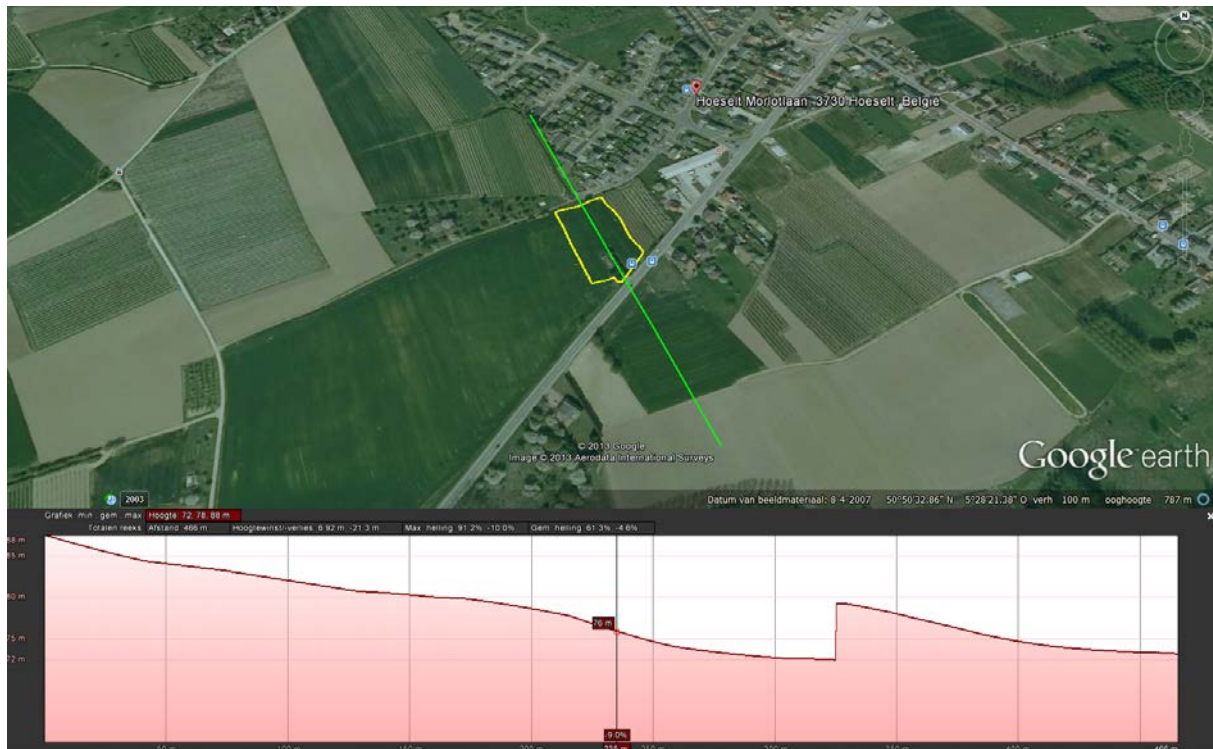 Hoeselt Morlotlaan 3730 Hoeselt België
© 2013 Google
Image © 2013 Aerodata International Surveys
Google earth
2003
Datum van beeldmateriaal: 8-4-2007 50°50'32.86" N 5°28'21.38" O verh 100 m ooghoogte 787 m
Grafiek min. gem. max Hoogte 72, 78, 88 m
Totalen reeks Afstand 466 m Hoogtewinst/-verlies 6.92 m -21.3 m Max helling 91.2% -10.0% Gem. helling 61.3% -4.6%
88 m
85 m
80 m
76 m
75 m
72 m
100 m
466 m